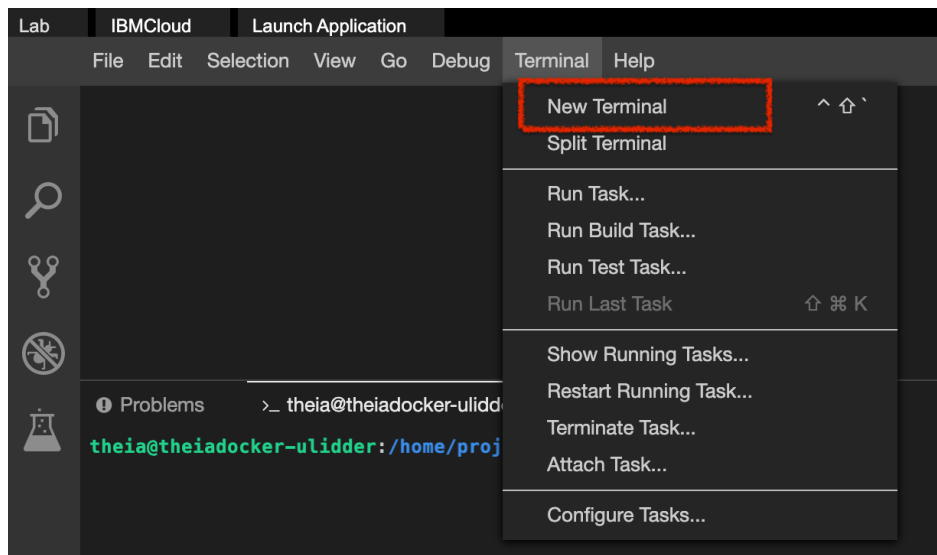 Lab IBMCloud Launch Application
File Edit Selection View Go Debug Terminal Help
New Terminal ^ ⇧ `
Split Terminal
Run Task...
Run Build Task...
Run Test Task...
Run Last Task ⇧ ⌘ K
Show Running Tasks...
Restart Running Task...
Terminate Task...
Attach Task...
Configure Tasks...
Problems >_ theia@theiadocker-ulidd
theia@theiadocker-ulidder:/home/proj